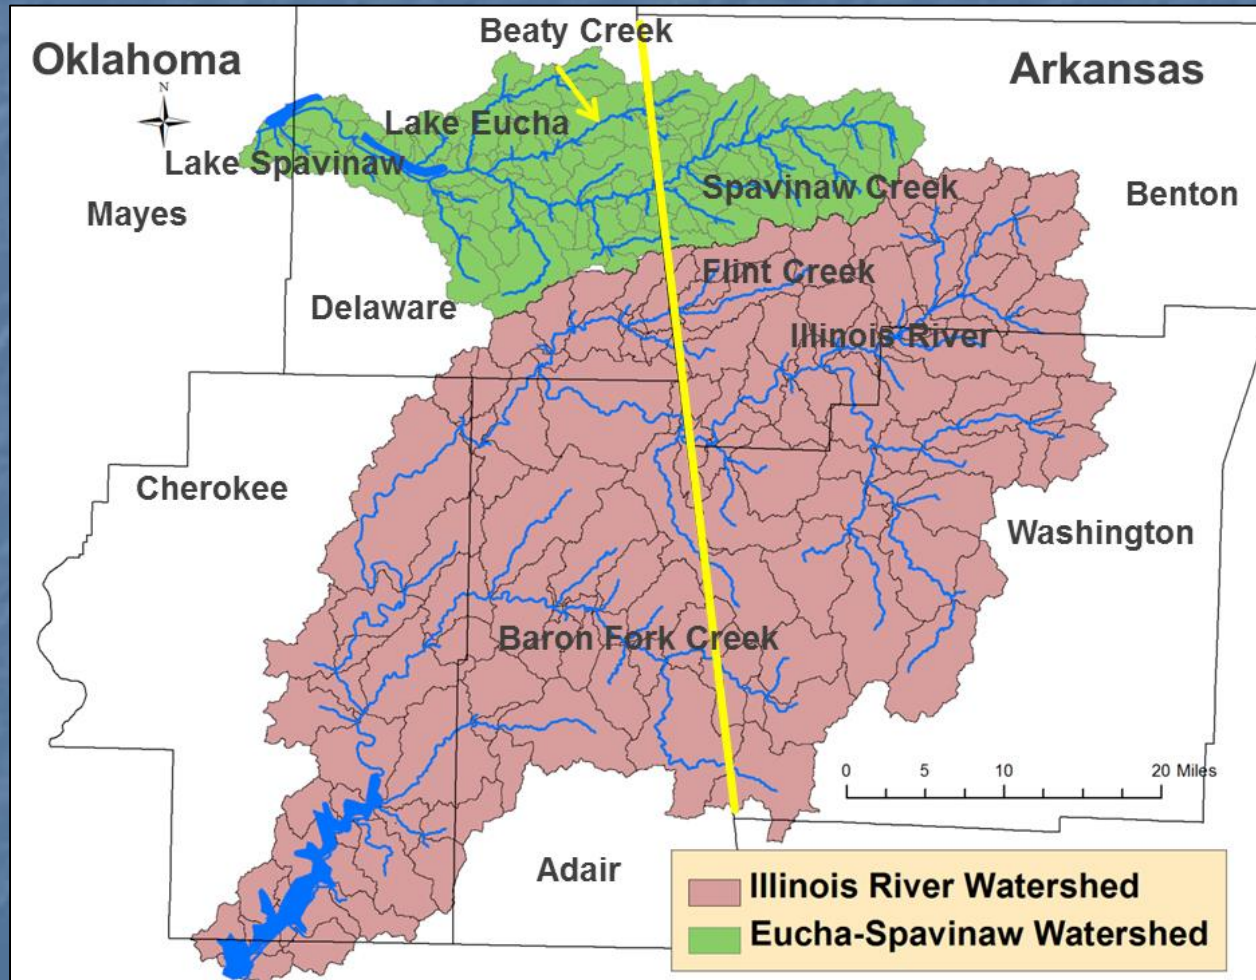 Beaty Creek
Oklahoma
Arkansas
N
Lake Eucha
Lake Spavinaw
Spavinaw Creek
Benton
Mayes
Flint Creek
Delaware
Illinois River
Cherokee
Washington
Baron Fork Creek
0 5 10 20 Miles
Adair
Illinois River Watershed
Eucha-Spavinaw Watershed